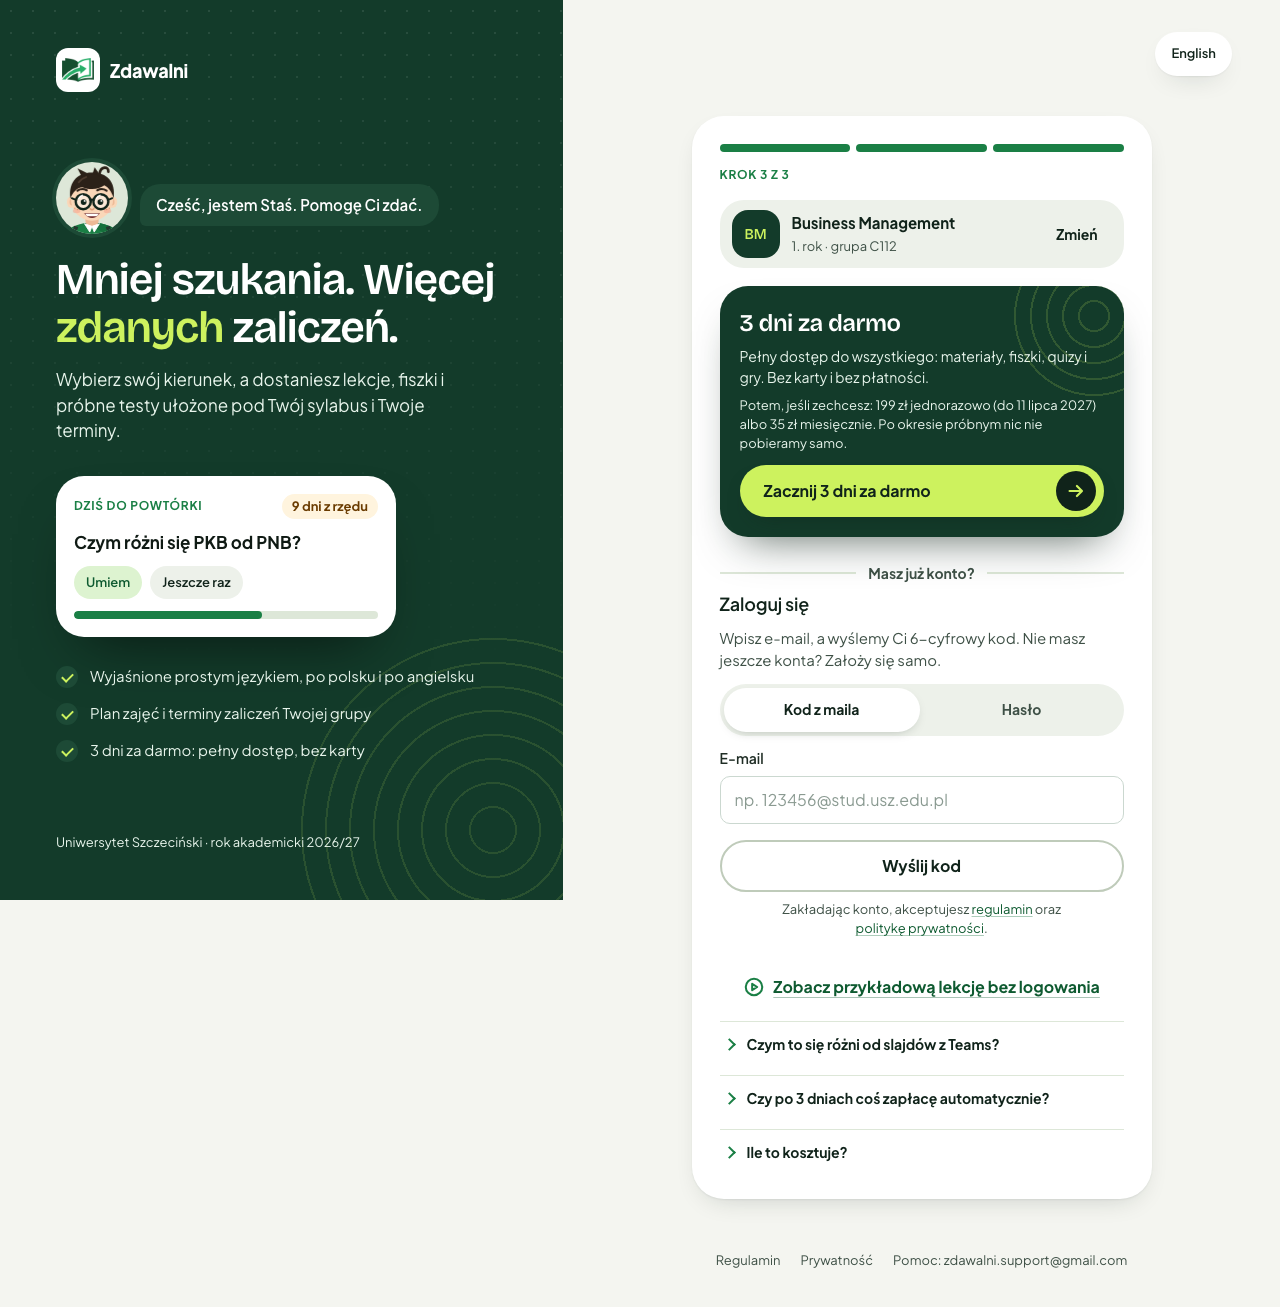 Zdawalni
Cześć, jestem Staś. Pomogę Ci zdać.
Mniej szukania. Więcej
zdanych zaliczeń.
Wybierz swój kierunek, a dostaniesz lekcje, fiszki i
próbne testy ułożone pod Twój sylabus i Twoje
terminy.
DZIŚ DO POWTÓRKI
9 dni z rzędu
Czym różni się PKB od PNB?
Umiem
Jeszcze raz
Wyjaśnione prostym językiem, po polsku i po angielsku
Plan zajęć i terminy zaliczeń Twojej grupy
3 dni za darmo: pełny dostęp, bez karty
Uniwersytet Szczeciński · rok akademicki 2026/27
English
KROK 3 Z 3
BM
Business Management
1. rok · grupa C112
Zmień
3 dni za darmo
Pełny dostęp do wszystkiego: materiały, fiszki, quizy i
gry. Bez karty i bez płatności.
Potem, jeśli zechcesz: 199 zł jednorazowo (do 11 lipca 2027)
albo 35 zł miesięcznie. Po okresie próbnym nic nie
pobieramy samo.
Zacznij 3 dni za darmo
Masz już konto?
Zaloguj się
Wpisz e-mail, a wyślemy Ci 6-cyfrowy kod. Nie masz
jeszcze konta? Założy się samo.
Kod z maila
Hasło
E-mail
np. 123456@stud.usz.edu.pl
Wyślij kod
Zakładając konto, akceptujesz regulamin oraz
politykę prywatności.
Zobacz przykładową lekcję bez logowania
Czym to się różni od slajdów z Teams?
Czy po 3 dniach coś zapłacę automatycznie?
Ile to kosztuje?
Regulamin
Prywatność
Pomoc: zdawalni.support@gmail.com